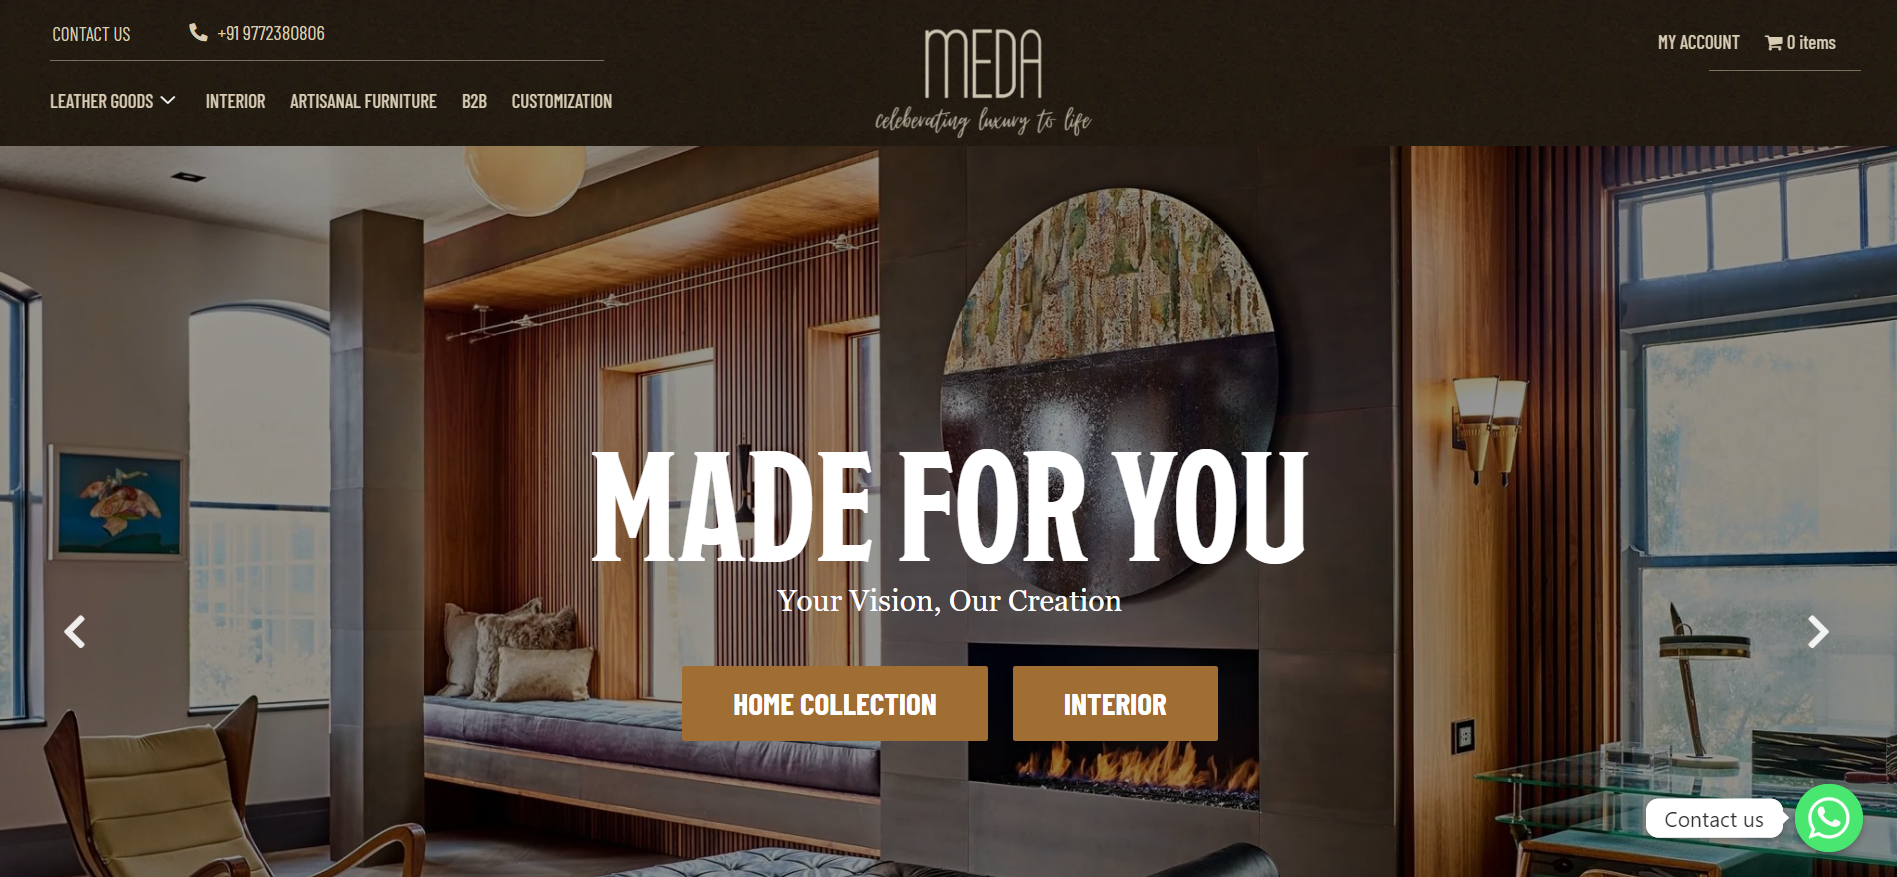 CONTACT US
+91 9772380806
MEDA
celeberating luxury to life
MY ACCOUNT
0 items
LEATHER GOODS
INTERIOR
ARTISANAL FURNITURE
B2B
CUSTOMIZATION
MADE FOR YOU
Your Vision, Our Creation
HOME COLLECTION
INTERIOR
Contact us